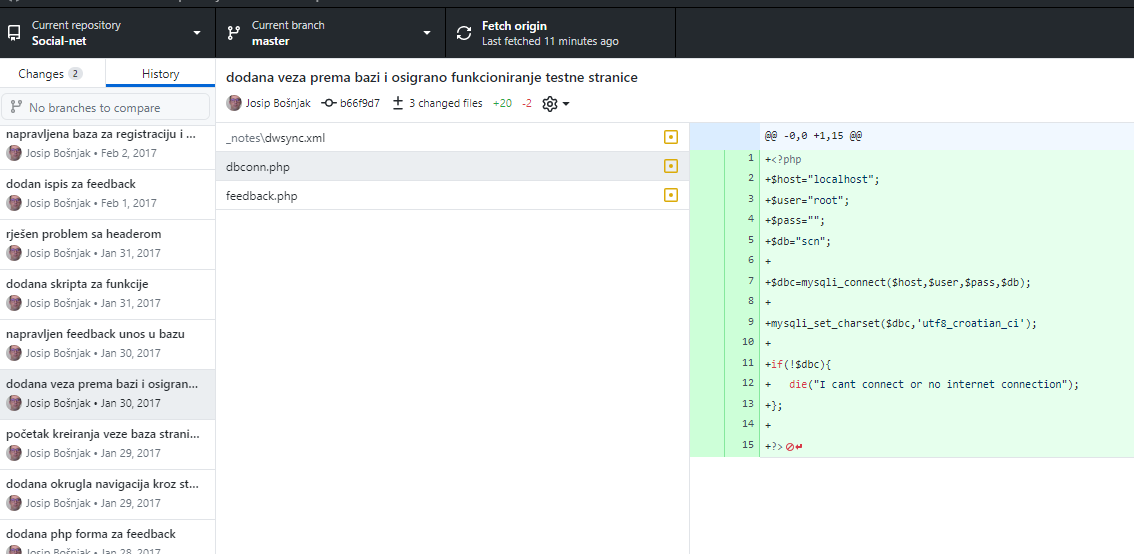 Current repository
Social-net
Current branch
master
Fetch origin
Last fetched 11 minutes ago
Changes 2
History
No branches to compare
napravljena baza za registraciju i ...
Josip Bošnjak • Feb 2, 2017
dodan ispis za feedback
Josip Bošnjak • Feb 1, 2017
rješen problem sa headerom
Josip Bošnjak • Jan 31, 2017
dodana skripta za funkcije
Josip Bošnjak • Jan 31, 2017
napravljen feedback unos u bazu
Josip Bošnjak • Jan 30, 2017
dodana veza prema bazi i osigran...
Josip Bošnjak • Jan 30, 2017
početak kreiranja veze baza strani...
Josip Bošnjak • Jan 29, 2017
dodana okrugla navigacija kroz st...
Josip Bošnjak • Jan 29, 2017
dodana php forma za feedback
Josip Bošnjak • Jan 28, 2017
dodana veza prema bazi i osigrano funkcioniranje testne stranice
Josip Bošnjak b66f9d7 3 changed files +20 -2
_notes\dwsync.xml
dbconn.php
feedback.php
@@ -0,0 +1,15 @@
1 +<?php
2 +$host="localhost";
3 +$user="root";
4 +$pass="";
5 +$db="scn";
6 +
7 +$dbc=mysqli_connect($host,$user,$pass,$db);
8 +
9 +mysqli_set_charset($dbc,'utf8_croatian_ci');
10 +
11 +if(!$dbc){
12 +   die("I cant connect or no internet connection");
13 +};
14 +
15 +?>